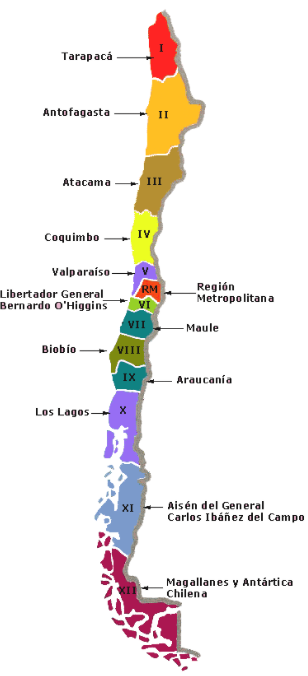 I
Tarapacá
Antofagasta
II
Atacama
III
IV
Coquimbo
Valparaíso
V
RM
Región
Metropolitana
Libertador General
Bernardo O'Higgins
VI
VII
Maule
Biobío
VIII
IX
Araucanía
Los Lagos
X
XI
Aisén del General
Carlos Ibáñez del Campo
XII
Magallanes y Antártica
Chilena